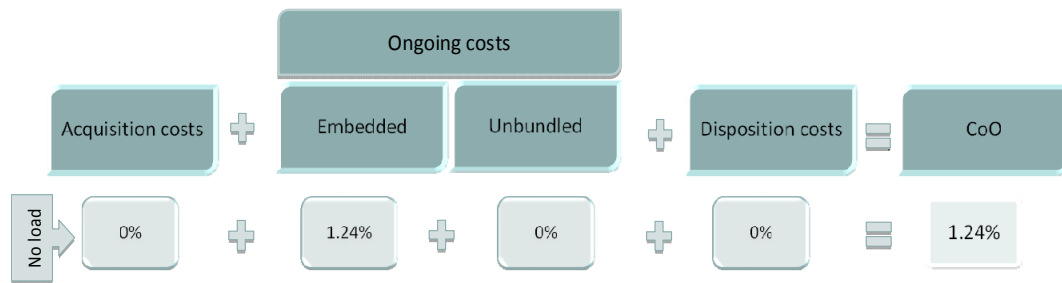 Ongoing costs
Acquisition costs
Embedded
Unbundled
Disposition costs
CoO
No load
0%
1.24%
0%
0%
1.24%